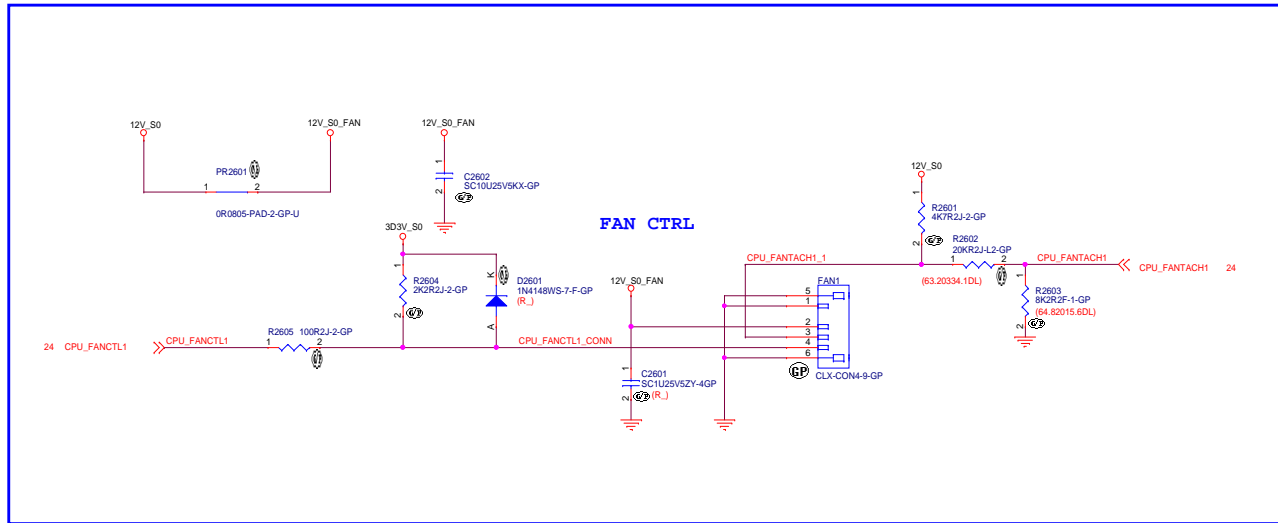 12V_S0
12V_S0_FAN
PR2601
1
2
0R0805-PAD-2-GP-U
12V_S0_FAN
1
2
C2602
SC10U25V5KX-GP
FAN CTRL
3D3V_S0
1
R2604
2K2R2J-2-GP
2
K
D2601
1N4148WS-7-F-GP
(R_)
A
24 CPU_FANCTL1
CPU_FANCTL1
R2605 100R2J-2-GP
1
2
CPU_FANCTL1_CONN
12V_S0_FAN
1
C2601
SC1U25V5ZY-4GP
2
(R_)
CPU_FANTACH1_1
FAN1
5
1
2
3
4
6
GP
CLX-CON4-9-GP
12V_S0
1
R2601
4K7R2J-2-GP
2
R2602
20KR2J-L2-GP
1
2
(63.20334.1DL)
CPU_FANTACH1
CPU_FANTACH1 24
1
R2603
8K2R2F-1-GP
(64.82015.6DL)
2